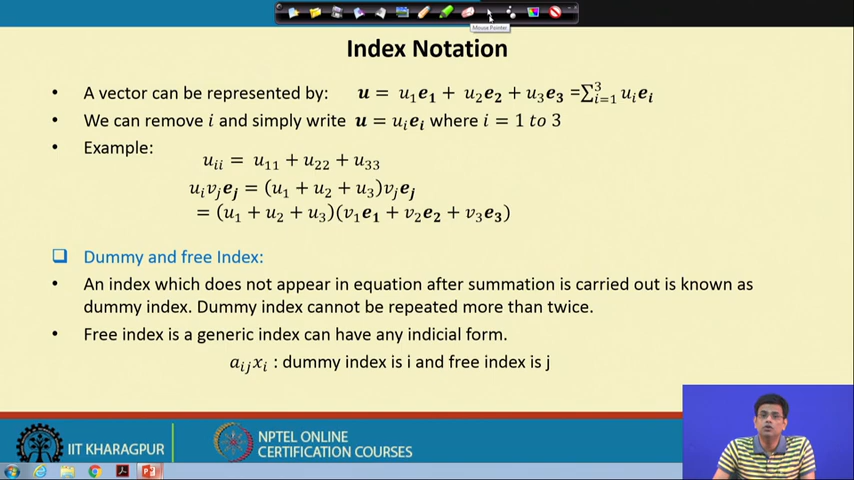 Mouse Pointer
Index Notation
• A vector can be represented by: u = u₁e₁ + u₂e₂ + u₃e₃ =∑³ᵢ₌₁ uᵢeᵢ
• We can remove i and simply write u = uᵢeᵢ where i = 1 to 3
• Example:
uᵢᵢ = u₁₁ + u₂₂ + u₃₃
uᵢvⱼeⱼ = (u₁ + u₂ + u₃)vⱼeⱼ
= (u₁ + u₂ + u₃)(v₁e₁ + v₂e₂ + v₃e₃)
❑ Dummy and free Index:
• An index which does not appear in equation after summation is carried out is known as
dummy index. Dummy index cannot be repeated more than twice.
• Free index is a generic index can have any indicial form.
aᵢⱼxᵢ : dummy index is i and free index is j
IIT KHARAGPUR
NPTEL ONLINE
CERTIFICATION COURSES